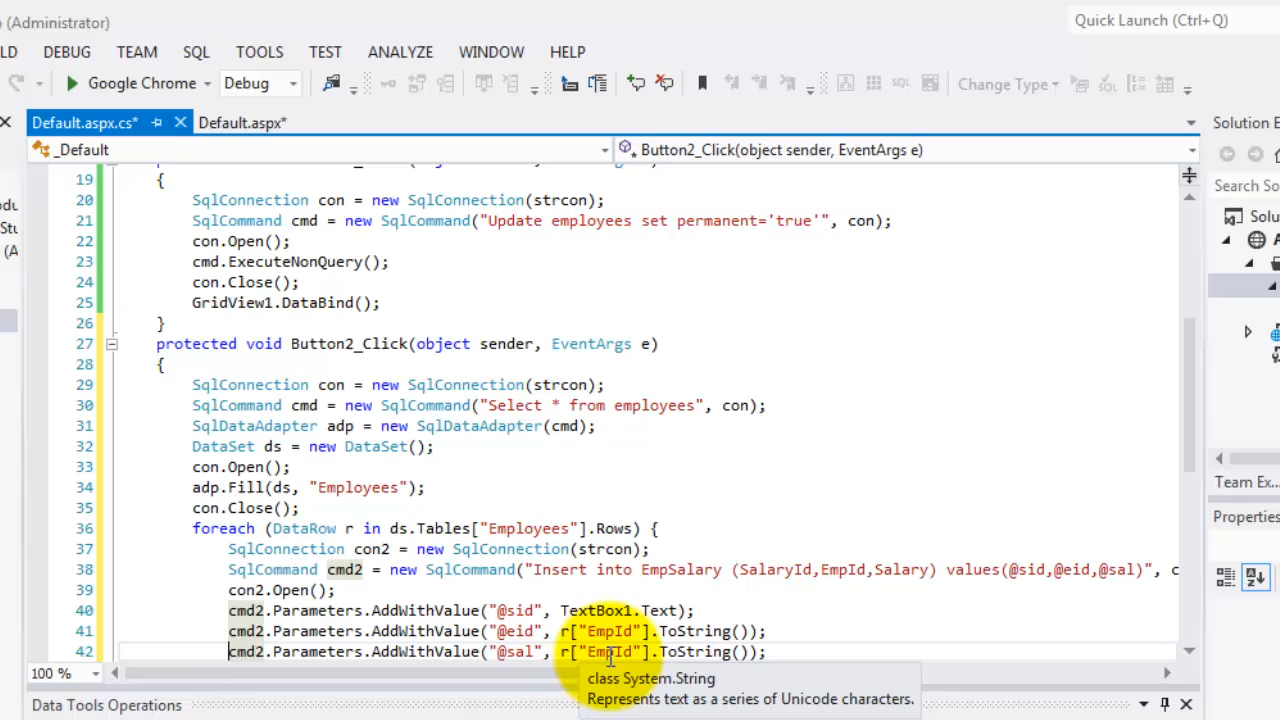 o (Administrator)
Quick Launch (Ctrl+Q)
LD DEBUG TEAM SQL TOOLS TEST ANALYZE WINDOW HELP
Google Chrome Debug SQL Change Type
Default.aspx.cs* Default.aspx*
Solution E
_Default Button2_Click(object sender, EventArgs e)
Search So
19 {
20 SqlConnection con = new SqlConnection(strcon);
21 SqlCommand cmd = new SqlCommand("Update employees set permanent='true'", con);
22 con.Open();
23 cmd.ExecuteNonQuery();
24 con.Close();
25 GridView1.DataBind();
26 }
27 protected void Button2_Click(object sender, EventArgs e)
28 {
29 SqlConnection con = new SqlConnection(strcon);
30 SqlCommand cmd = new SqlCommand("Select * from employees", con);
31 SqlDataAdapter adp = new SqlDataAdapter(cmd);
32 DataSet ds = new DataSet();
33 con.Open();
34 adp.Fill(ds, "Employees");
35 con.Close();
36 foreach (DataRow r in ds.Tables["Employees"].Rows) {
37 SqlConnection con2 = new SqlConnection(strcon);
38 SqlCommand cmd2 = new SqlCommand("Insert into EmpSalary (SalaryId,EmpId,Salary) values(@sid,@eid,@sal)", c
39 con2.Open();
40 cmd2.Parameters.AddWithValue("@sid", TextBox1.Text);
41 cmd2.Parameters.AddWithValue("@eid", r["EmpId"].ToString());
42 cmd2.Parameters.AddWithValue("@sal", r["EmpId"].ToString());
class System.String
Represents text as a series of Unicode characters.
100 %
Data Tools Operations
odu
Stu
(A
Solu
Team Ex...
Properties